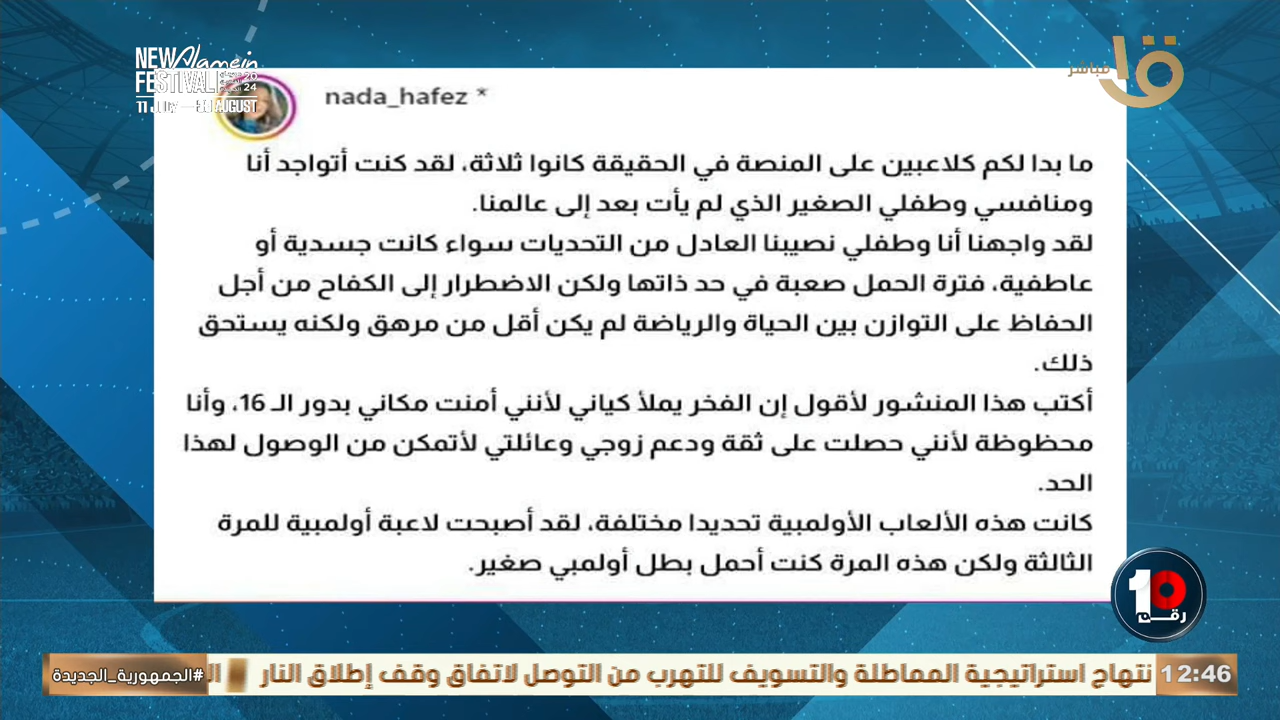 NEW Alamein
FESTIVAL
11 JULY — 30 AUGUST
مباشر
nada_hafez *
ما بدا لكم كلاعبين على المنصة في الحقيقة كانوا ثلاثة، لقد كنت أتواجد أنا
ومنافسي وطفلي الصغير الذي لم يأت بعد إلى عالمنا.
لقد واجهنا أنا وطفلي نصيبنا العادل من التحديات سواء كانت جسدية أو
عاطفية، فترة الحمل صعبة في حد ذاتها ولكن الاضطرار إلى الكفاح من أجل
الحفاظ على التوازن بين الحياة والرياضة لم يكن أقل من مرهق ولكنه يستحق
ذلك.
أكتب هذا المنشور لأقول إن الفخر يملأ كياني لأنني أمنت مكاني بدور الـ 16، وأنا
محظوظة لأنني حصلت على ثقة ودعم زوجي وعائلتي لأتمكن من الوصول لهذا
الحد.
كانت هذه الألعاب الأولمبية تحديدا مختلفة، لقد أصبحت لاعبة أولمبية للمرة
الثالثة ولكن هذه المرة كنت أحمل بطل أولمبي صغير.
رقم 10
12:46 نتهاج استراتيجية المماطلة والتسويف للتهرب من التوصل لاتفاق وقف إطلاق النار ال #الجمهورية_الجديدة